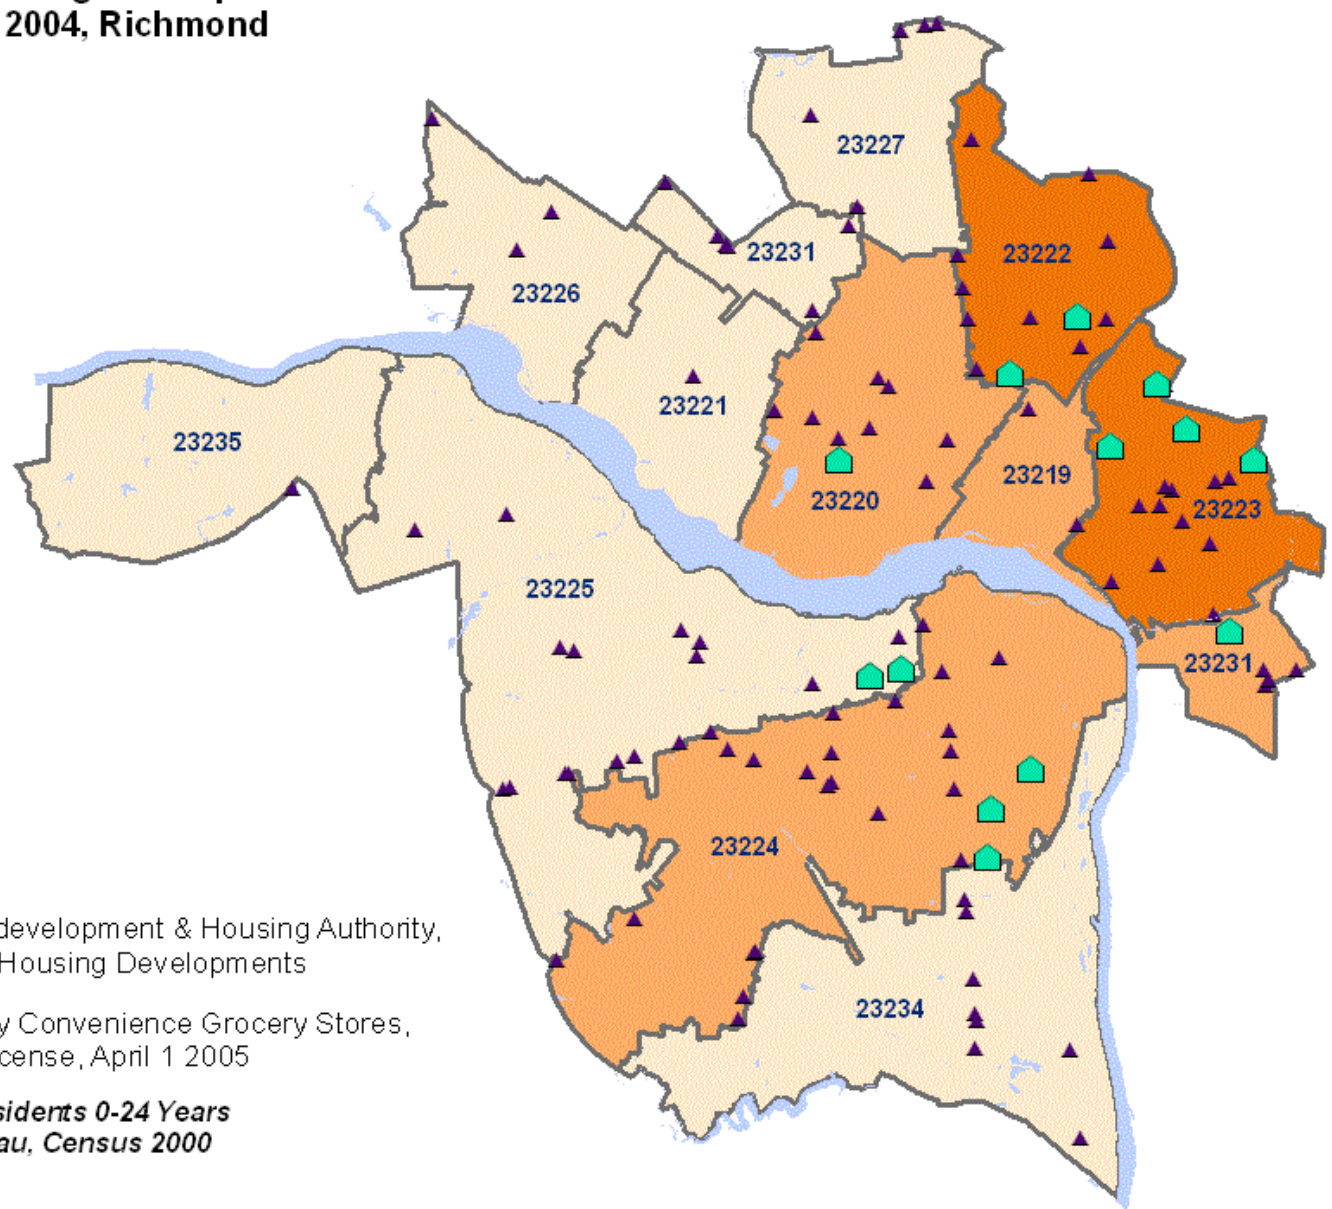 2004, Richmond
23227
23222
23231
23226
23221
23235
23219
23220
23223
23225
23231
23224
development & Housing Authority,
Housing Developments
23234
y Convenience Grocery Stores,
cense, April 1 2005
sidents 0-24 Years
au, Census 2000